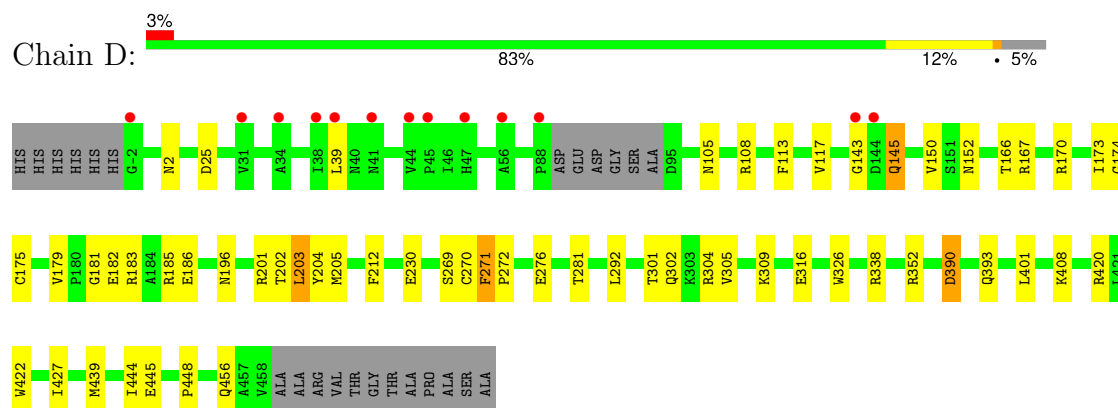 3%
Chain D:
83% 12% • 5%
HIS HIS HIS HIS HIS HIS G-2 N2 D25 V31 A34 I38 L39 N40 N41 V44 P45 I46 H47 A56 P88 ASP GLU ASP GLY SER ALA D95 N105 R108 F113 V117 G143 D144 Q145 V150 S151 N152 T166 R167 R170 I173 G174
C175 V179 P180 G181 E182 R183 A184 R185 E186 N196 R201 T202 L203 Y204 M205 F212 E230 S269 C270 F271 P272 E276 T281 L292 T301 Q302 K303 R304 V305 K309 E316 W326 R338 R352 D390 Q393 L401 K408 R420 L421
W422 I427 M439 I444 E445 P448 Q456 A457 V458 ALA ALA ARG VAL THR GLY THR ALA PRO ALA SER ALA